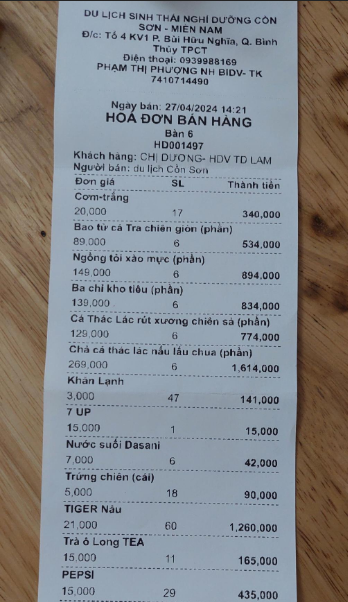 DU LỊCH SINH THÁI NGHỈ DƯỠNG CỒN
SƠN - MIỀN NAM
Đ/c: Tổ 4 KV1 P. Bùi Hữu Nghĩa, Q. Bình
Thủy TPCT
Điện thoại: 0939988169
PHẠM THỊ PHƯỢNG NH BIDV- TK
7410714490
Ngày bán: 27/04/2024 14:21
HOÁ ĐƠN BÁN HÀNG
Bàn 6
HD001497
Khách hàng: CHỊ DƯƠNG- HDV TD LAM
Người bán: du lịch Cồn Sơn
Đơn giá SL Thành tiền
Cơm-trắng
20,000 17 340,000
Bao tử cá Tra chiên giòn (phần)
89,000 6 534,000
Ngồng tỏi xào mực (phần)
149,000 6 894,000
Ba chỉ kho tiêu (phần)
139,000 6 834,000
Cá Thác Lác rút xương chiên sả (phần)
129,000 6 774,000
Chả cá thác lác nấu lẩu chua (phần)
269,000 6 1,614,000
Khăn Lạnh
3,000 47 141,000
7 UP
15,000 1 15,000
Nước suối Dasani
7,000 6 42,000
Trứng chiên (cái)
5,000 18 90,000
TIGER Nâu
21,000 60 1,260,000
Trà ô Long TEA
15,000 11 165,000
PEPSI
15,000 29 435,000